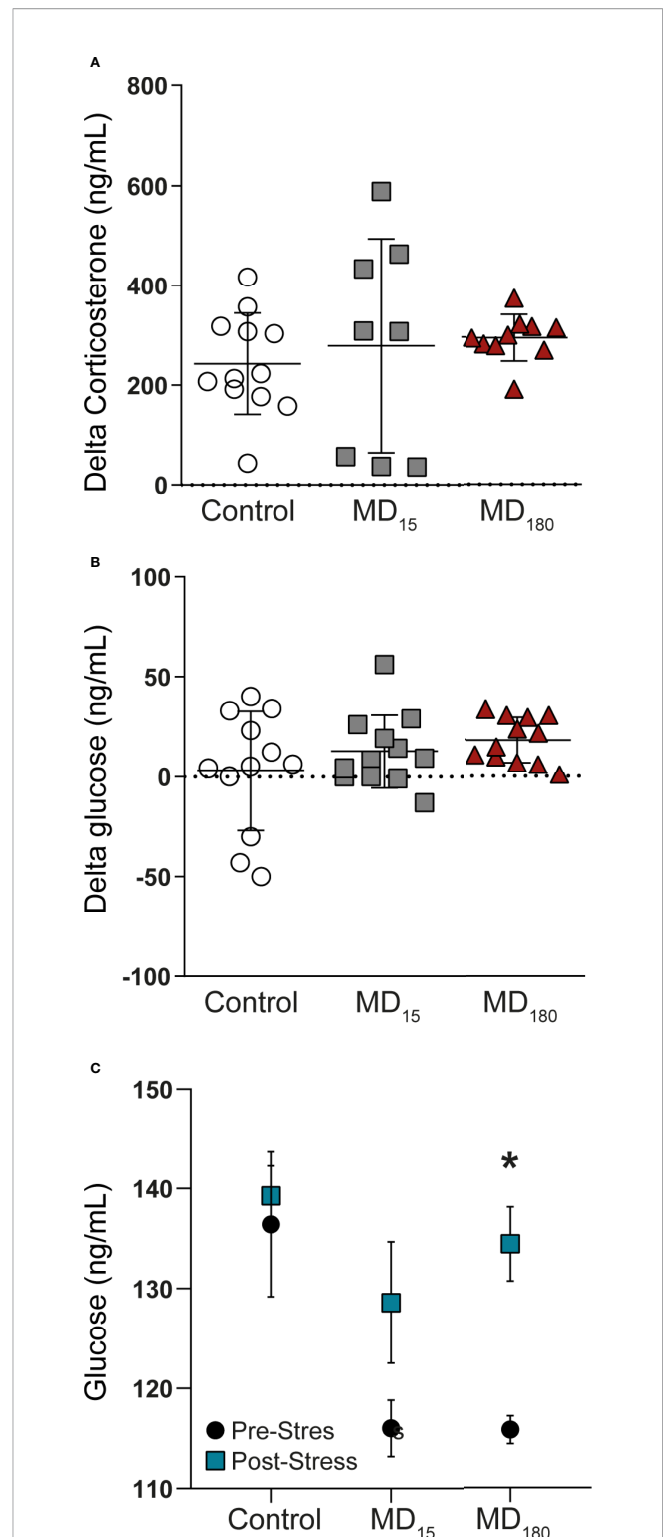 A
Delta Corticosterone (ng/mL)
800
600
400
200
0
Control MD15 MD180
B
Delta glucose (ng/mL)
100
50
0
-50
-100
Control MD15 MD180
C
Glucose (ng/mL)
150
140
130
120
110
*
Pre-Stress
Post-Stress
Control MD15 MD180